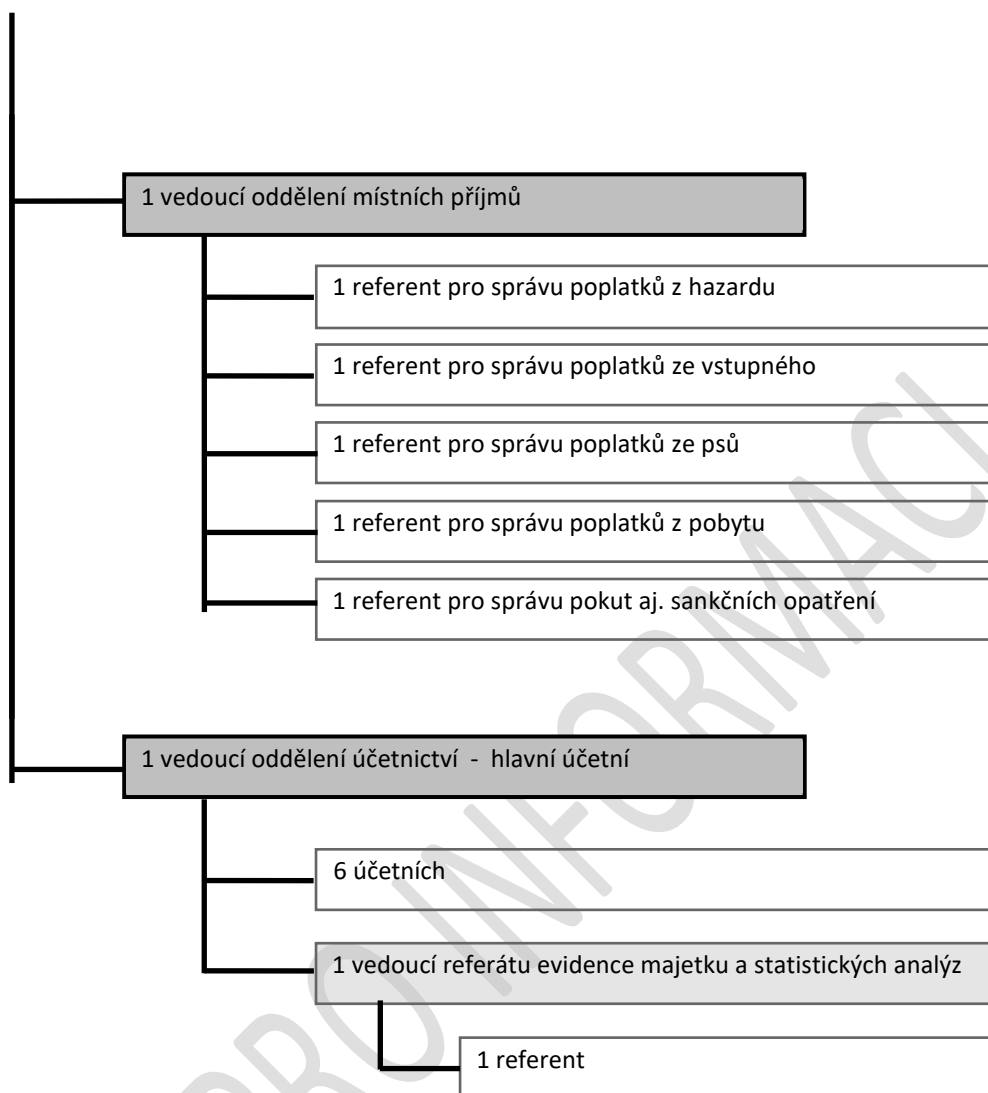 1 vedoucí oddělení místních příjmů
1 referent pro správu poplatků z hazardu
1 referent pro správu poplatků ze vstupného
1 referent pro správu poplatků ze psů
1 referent pro správu poplatků z pobytu
1 referent pro správu pokut aj. sankčních opatření
1 vedoucí oddělení účetnictví - hlavní účetní
6 účetních
1 vedoucí referátu evidence majetku a statistických analýz
1 referent
PRO INFORMACI